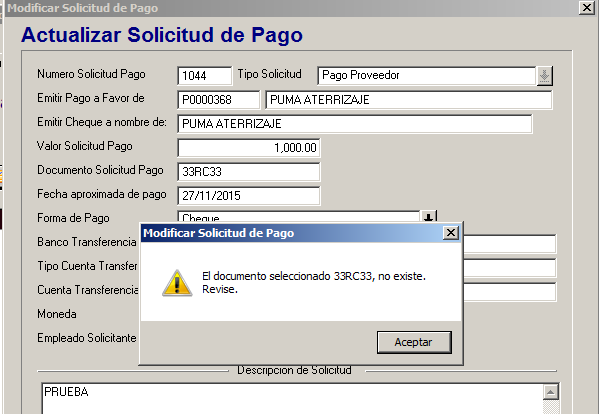 Modificar Solicitud de Pago
Actualizar Solicitud de Pago
Numero Solicitud Pago 1044 Tipo Solicitud Pago Proveedor
Emitir Pago a Favor de P0000368 PUMA ATERRIZAJE
Emitir Cheque a nombre de: PUMA ATERRIZAJE
Valor Solicitud Pago 1,000.00
Documento Solicitud Pago 33RC33
Fecha aproximada de pago 27/11/2015
Forma de Pago Cheque
Modificar Solicitud de Pago
Banco Transferencia
Tipo Cuenta Transfer
El documento seleccionado 33RC33, no existe.
Revise.
Cuenta Transferencia
Moneda
Empleado Solicitante
Aceptar
Descripcion de Solicitud
PRUEBA